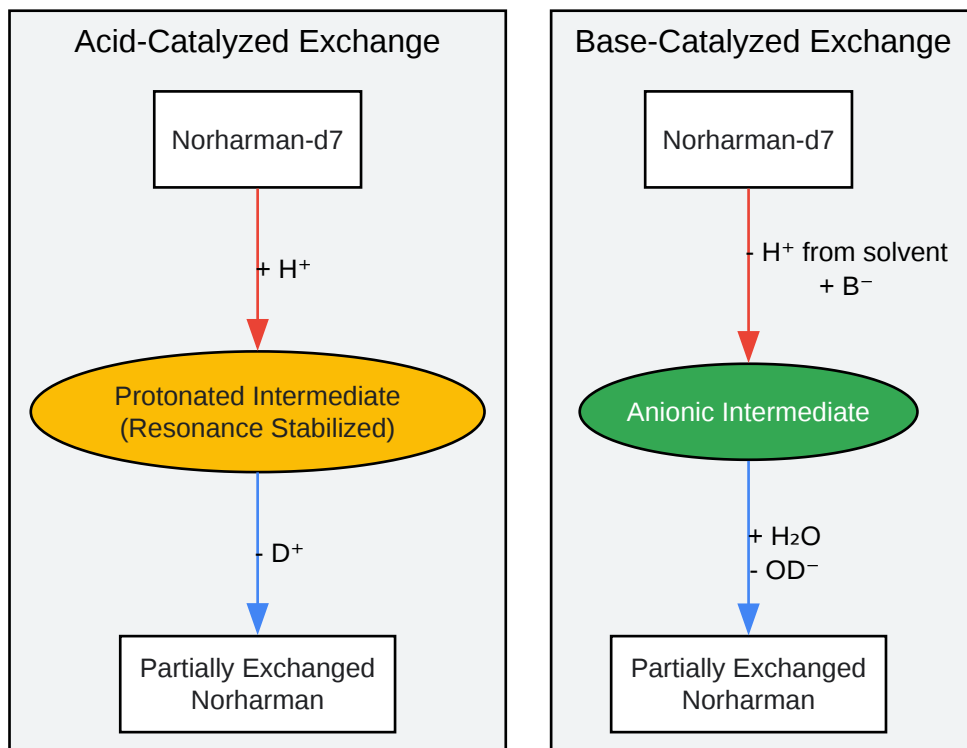 Acid-Catalyzed Exchange
Norharman-d7
+ H⁺
Protonated Intermediate
(Resonance Stabilized)
- D⁺
Partially Exchanged
Norharman
Base-Catalyzed Exchange
Norharman-d7
- H⁺ from solvent
+ B⁻
Anionic Intermediate
+ H₂O
- OD⁻
Partially Exchanged
Norharman